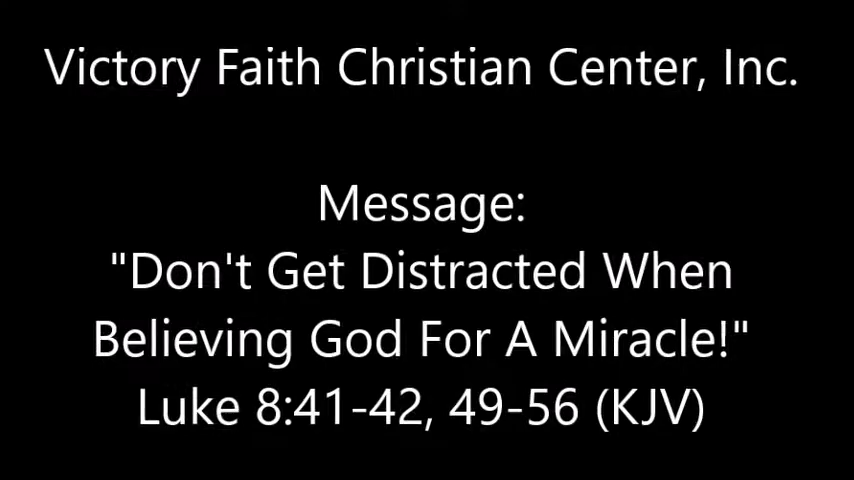 Victory Faith Christian Center, Inc.
Message:
"Don't Get Distracted When
Believing God For A Miracle!"
Luke 8:41-42, 49-56 (KJV)